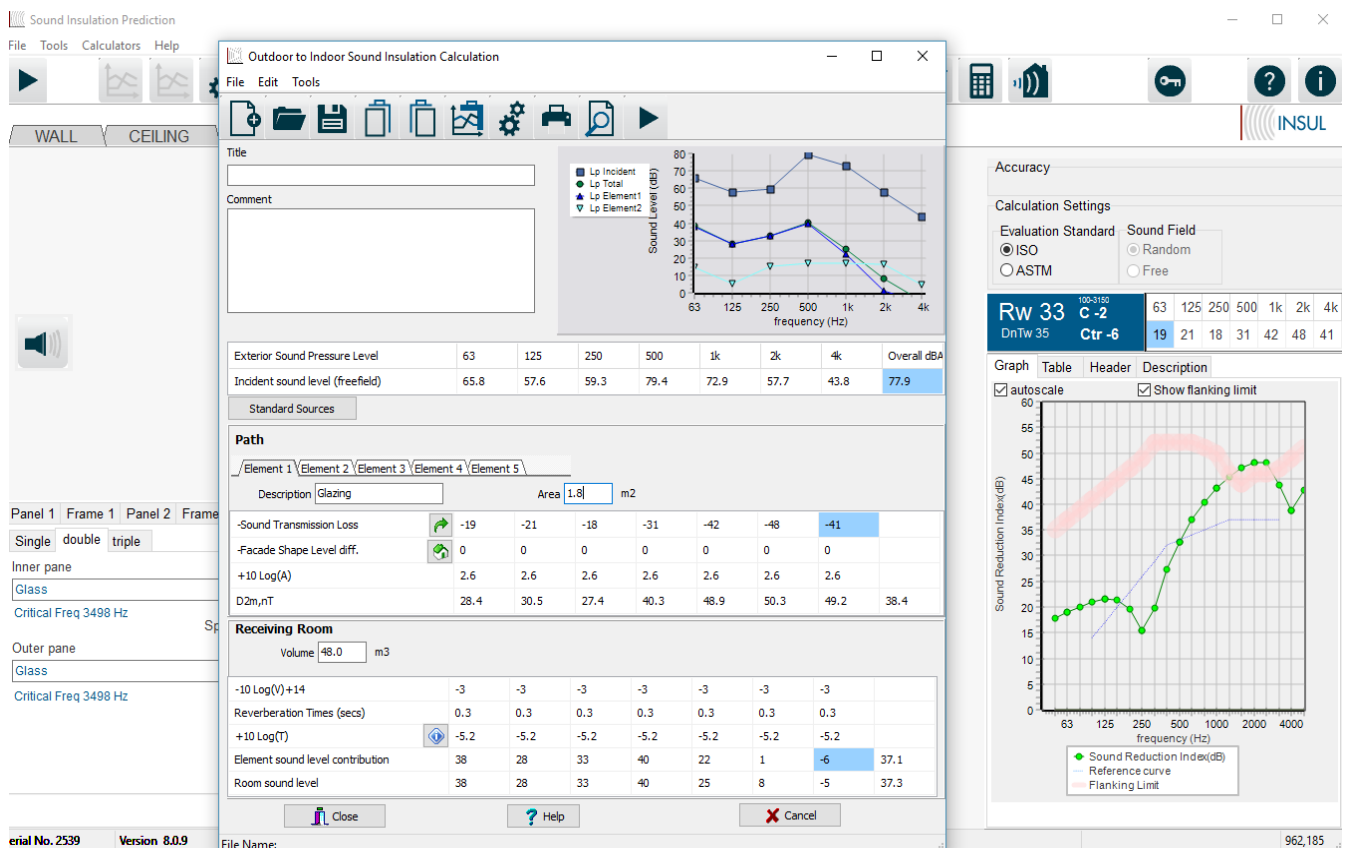 Sound Insulation Prediction
File Tools Calculators Help
WALL CEILING
INSUL
Outdoor to Indoor Sound Insulation Calculation
File Edit Tools
Title
Comment
Lp Incident
Lp Total
Lp Element1
Lp Element2
Sound Level (dB)
80
70
60
50
40
30
20
10
0
63 125 250 500 1k 2k 4k
frequency (Hz)
Exterior Sound Pressure Level 63 125 250 500 1k 2k 4k Overall dBA
Incident sound level (freefield) 65.8 57.6 59.3 79.4 72.9 57.7 43.8 77.9
Standard Sources
Path
Element 1 Element 2 Element 3 Element 4 Element 5
Description Glazing Area 1.8 m2
-Sound Transmission Loss -19 -21 -18 -31 -42 -48 -41
-Facade Shape Level diff. 0 0 0 0 0 0 0
+10 Log(A) 2.6 2.6 2.6 2.6 2.6 2.6 2.6
D2m,nT 28.4 30.5 27.4 40.3 48.9 50.3 49.2 38.4
Receiving Room
Volume 48.0 m3
-10 Log(V)+14 -3 -3 -3 -3 -3 -3 -3
Reverberation Times (secs) 0.3 0.3 0.3 0.3 0.3 0.3 0.3
+10 Log(T) -5.2 -5.2 -5.2 -5.2 -5.2 -5.2 -5.2
Element sound level contribution 38 28 33 40 22 1 -6 37.1
Room sound level 38 28 33 40 25 8 -5 37.3
Close Help Cancel
File Name:
Panel 1 Frame 1 Panel 2 Frame
Single double triple
Inner pane
Glass
Critical Freq 3498 Hz
Sp
Outer pane
Glass
Critical Freq 3498 Hz
erial No. 2539 Version 8.0.9
Accuracy
Calculation Settings
Evaluation Standard Sound Field
ISO Random
ASTM Free
Rw 33 100-3150 C -2 63 125 250 500 1k 2k 4k
DnTw 35 Ctr -6 19 21 18 31 42 48 41
Graph Table Header Description
autoscale Show flanking limit
Sound Reduction Index(dB)
60
55
50
45
40
35
30
25
20
15
10
5
0
63 125 250 500 1000 2000 4000
frequency (Hz)
Sound Reduction Index(dB)
Reference curve
Flanking Limit
962,185